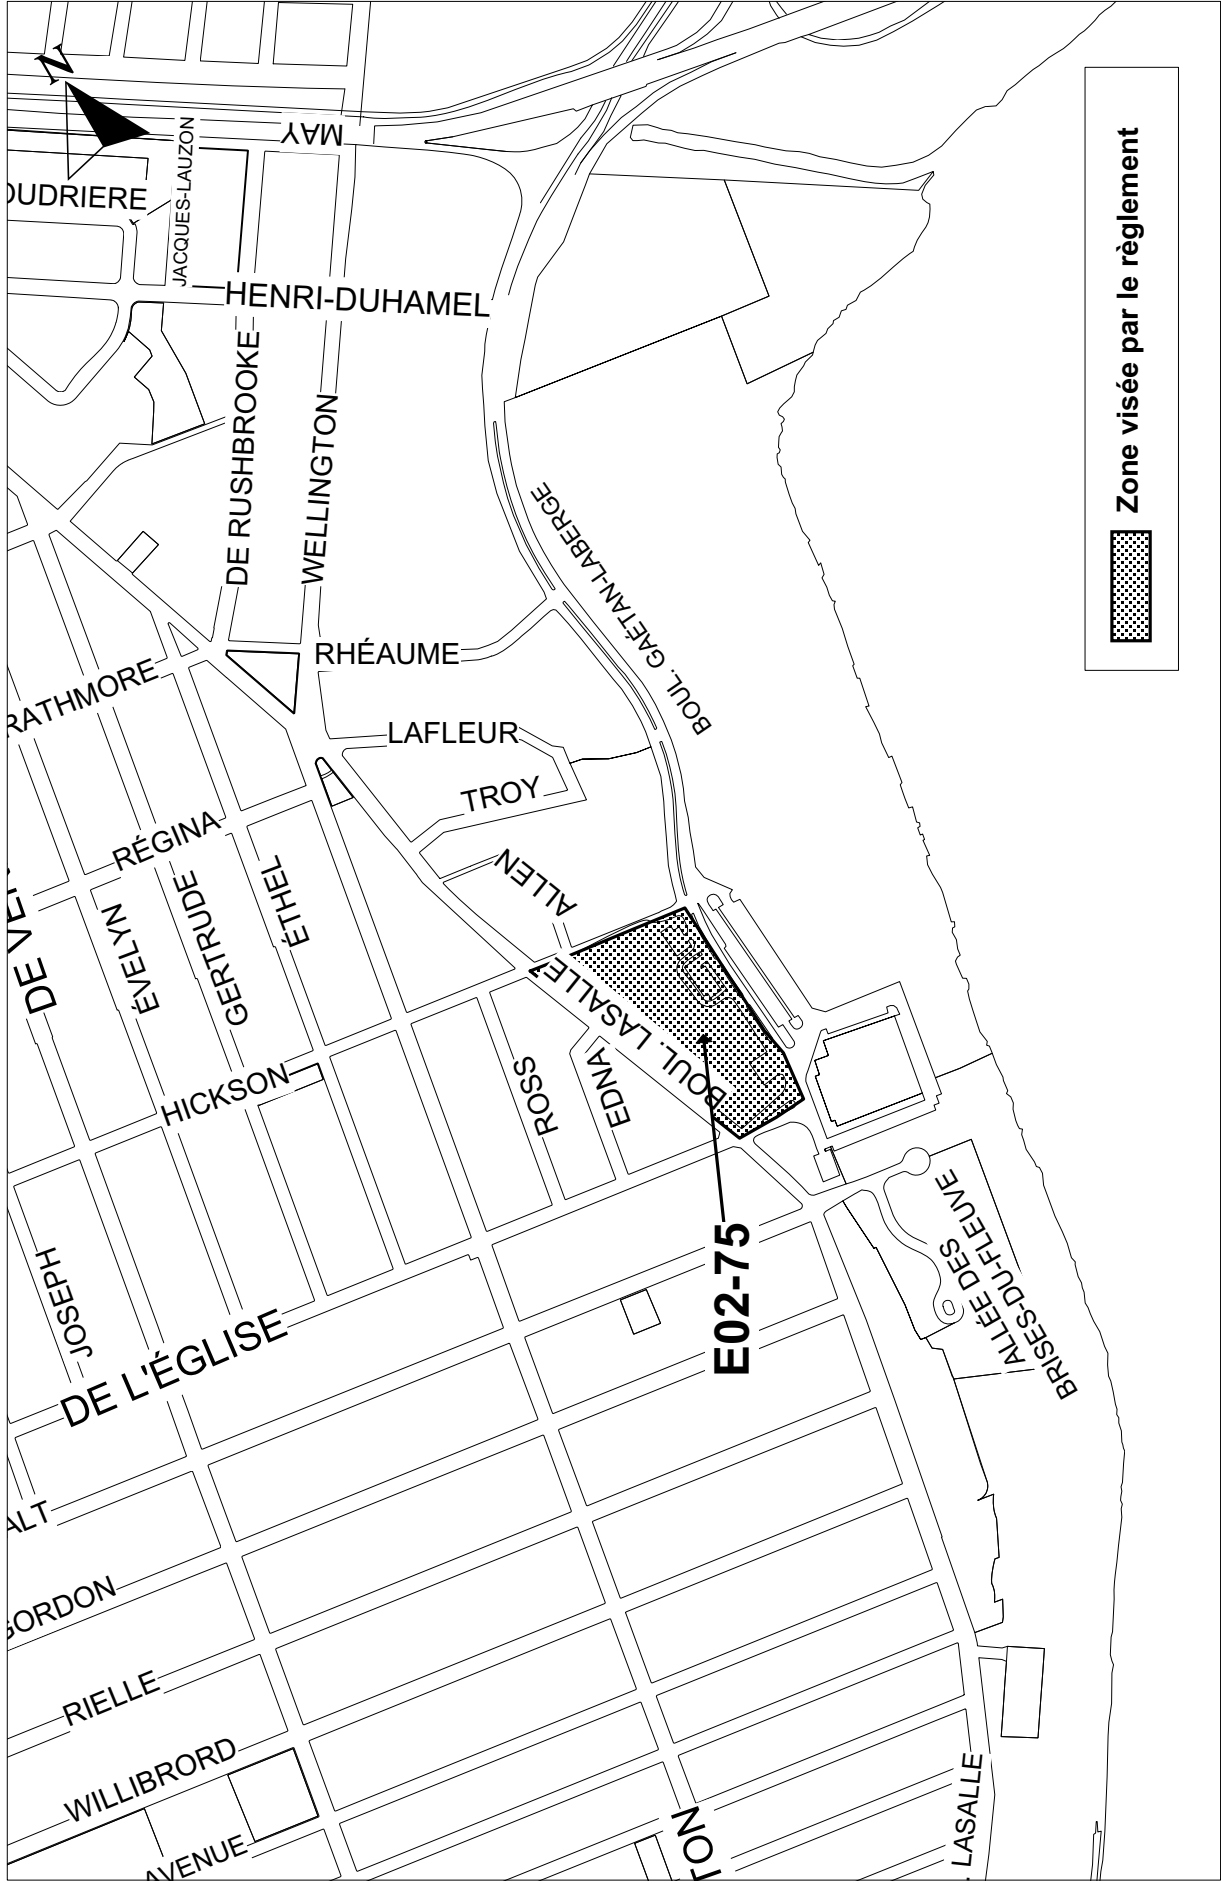 N
OUDRIERE
JACQUES-LAUZON
MAY
HENRI-DUHAMEL
DE RUSHBROOKE
WELLINGTON
BOUL. GAÉTAN-LABERGE
RHÉAUME
RATHMORE
LAFLEUR
TROY
RÉGINA
ALLEN
ÉTHEL
GERTRUDE
ÉVELYN
DE VER
BOUL. LASALLE
HICKSON
ROSS
EDNA
E02-75
JOSEPH
DE L'ÉGLISE
ALLÉE DES
BRISES-DU-FLEUVE
ALT
GORDON
RIELLE
WILLIBRORD
AVENUE
TON
. LASALLE
Zone visée par le règlement